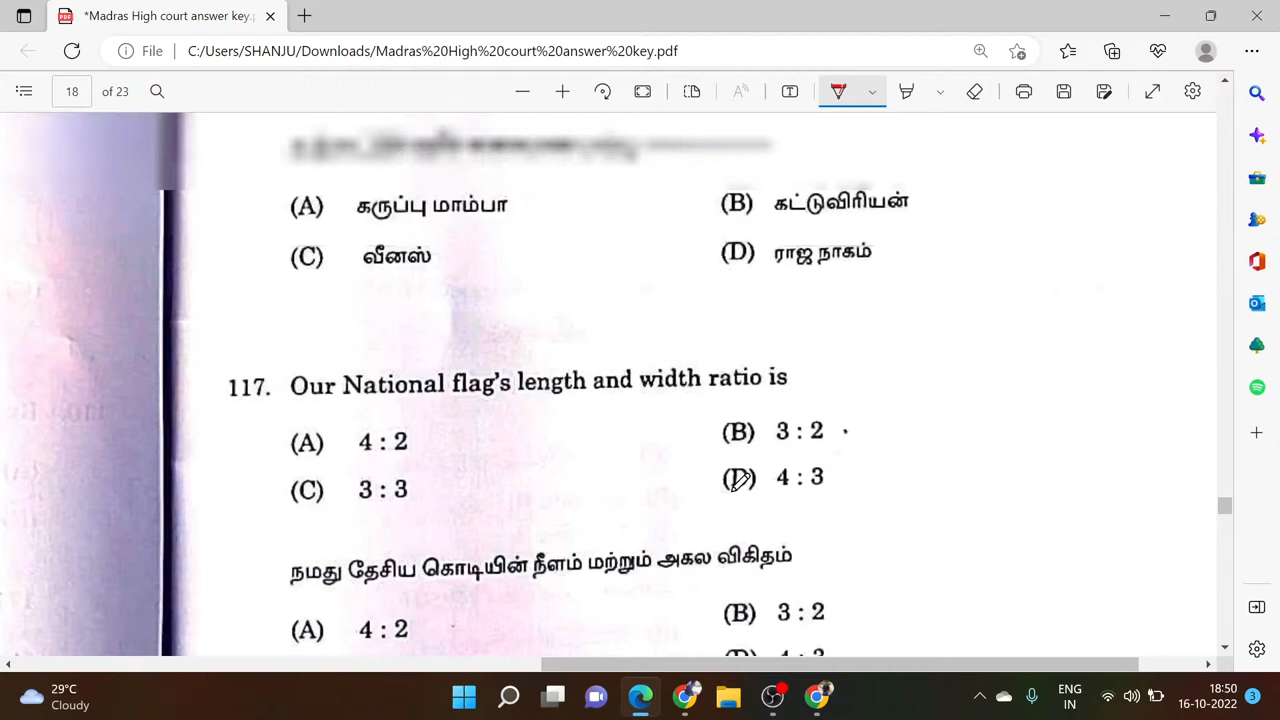 *Madras High court answer key.
File C:/Users/SHANJU/Downloads/Madras%20High%20court%20answer%20key.pdf
18 of 23
(A) கருப்பு மாம்பா (B) கட்டுவிரியன்
(C) வீனஸ் (D) ராஜ நாகம்
117. Our National flag's length and width ratio is
(A) 4 : 2 (B) 3 : 2
(C) 3 : 3 (D) 4 : 3
நமது தேசிய கொடியின் நீளம் மற்றும் அகல விகிதம்
(A) 4 : 2 (B) 3 : 2
29°C
Cloudy
ENG
IN
18:50
16-10-2022
3